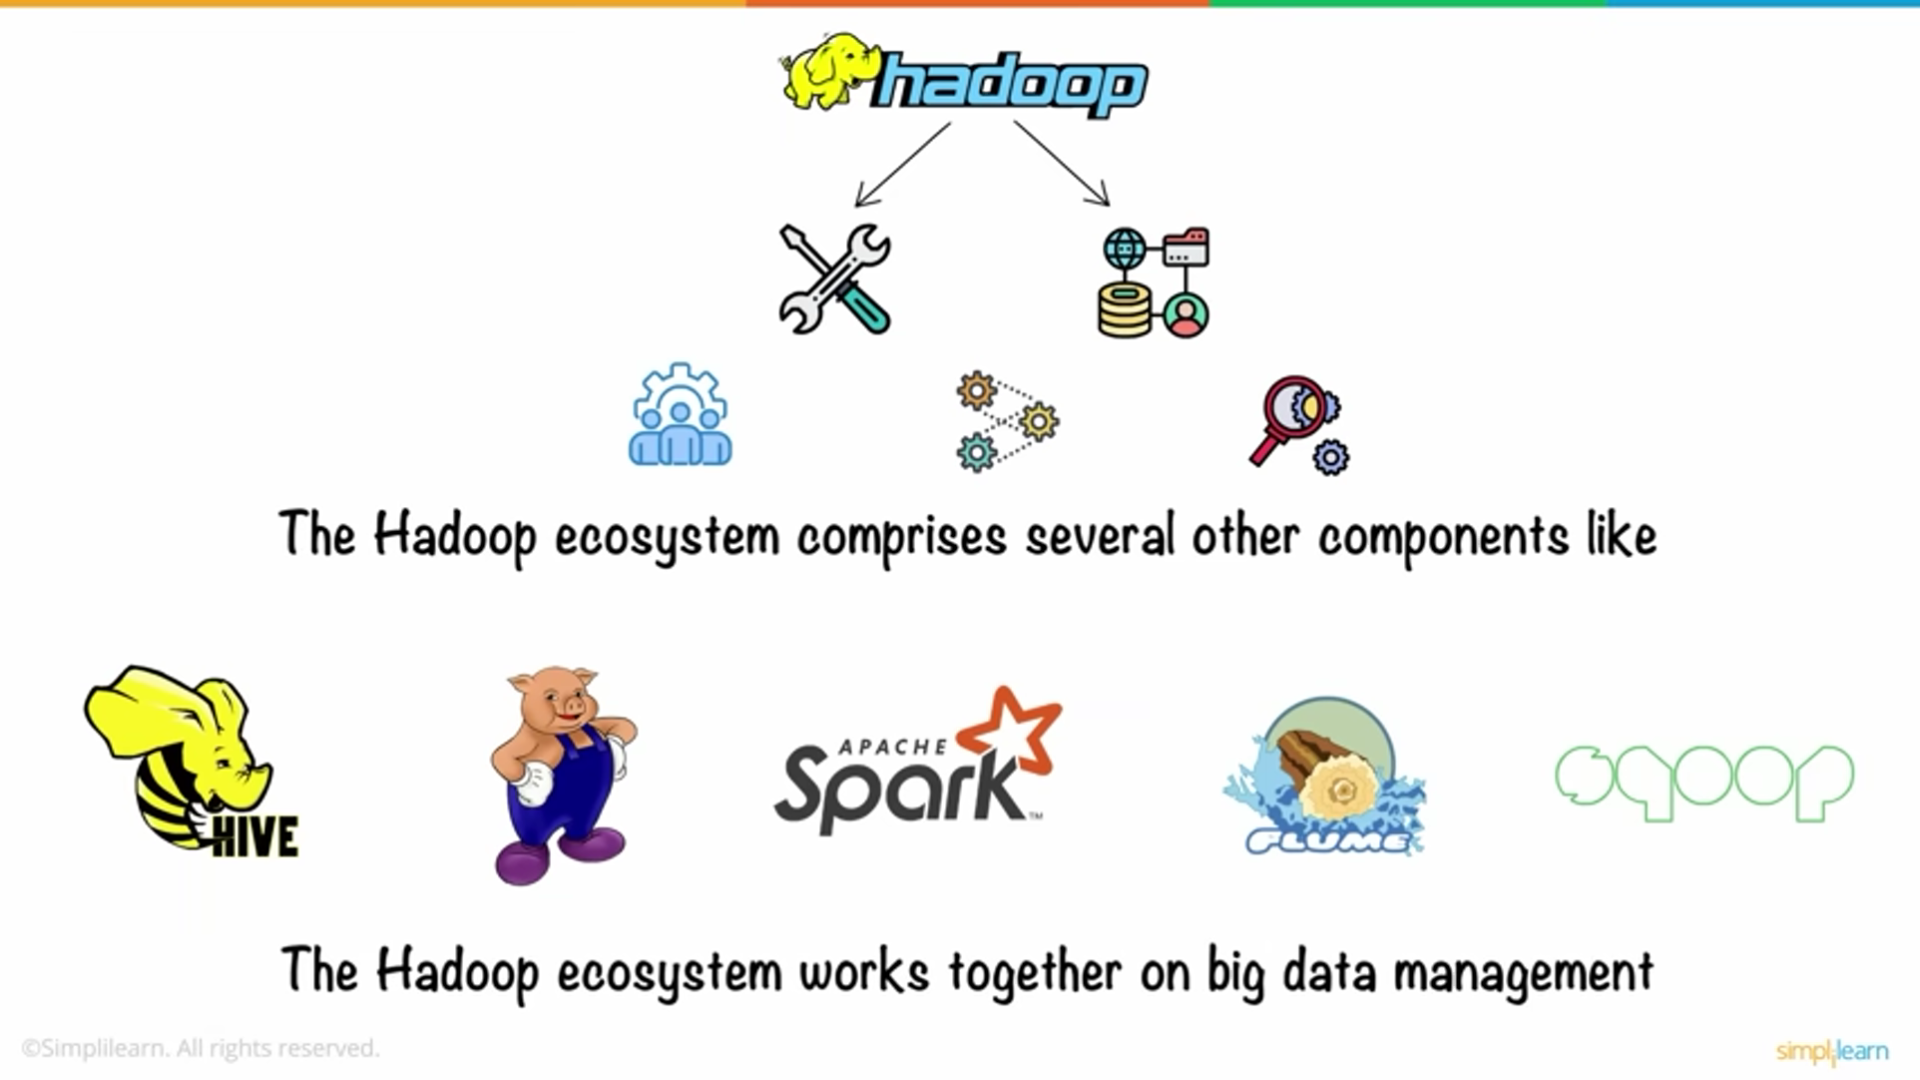 hadoop
The Hadoop ecosystem comprises several other components like
HIVE
APACHE
Spark™
FLUME
sqoop
The Hadoop ecosystem works together on big data management
©Simplilearn. All rights reserved.
simplilearn